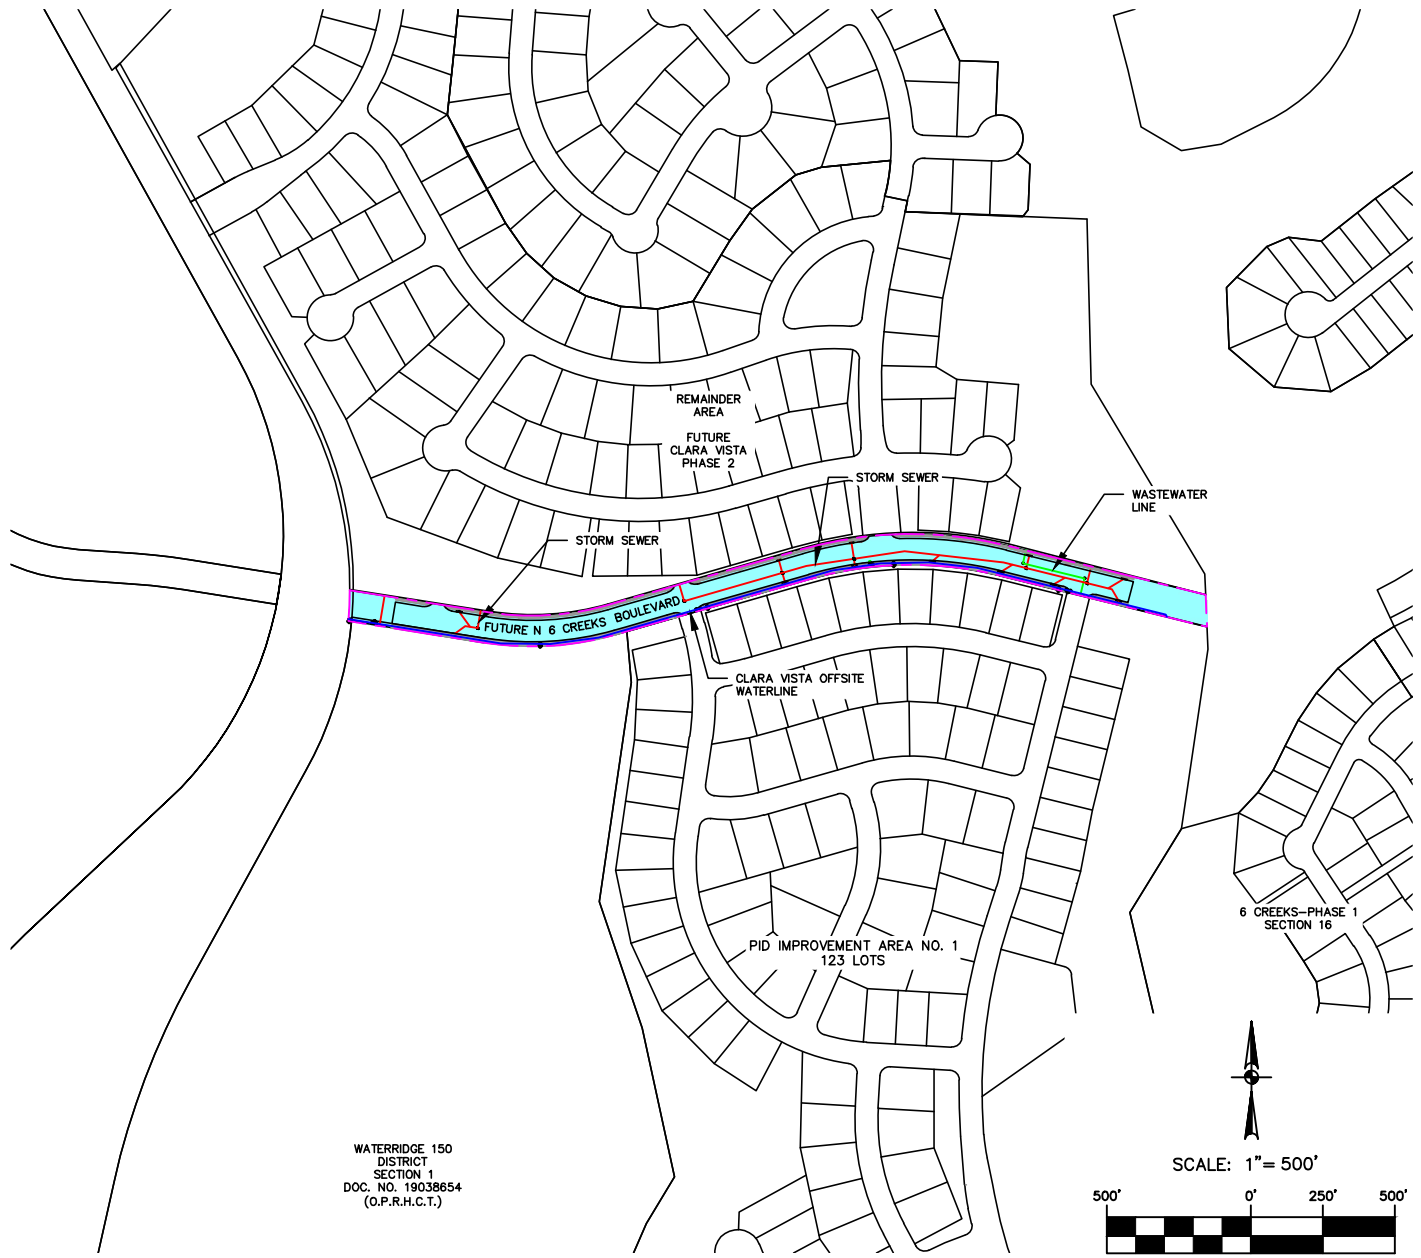 REMAINDER
AREA
FUTURE
CLARA VISTA
PHASE 2
STORM SEWER
WASTEWATER
LINE
STORM SEWER
FUTURE N 6 CREEKS BOULEVARD
CLARA VISTA OFFSITE
WATERLINE
6 CREEKS-PHASE 1
SECTION 16
PID IMPROVEMENT AREA NO. 1
123 LOTS
WATERRIDGE 150
DISTRICT
SECTION 1
DOC. NO. 19038654
(O.P.R.H.C.T.)
SCALE: 1"= 500'
500' 0' 250' 500'